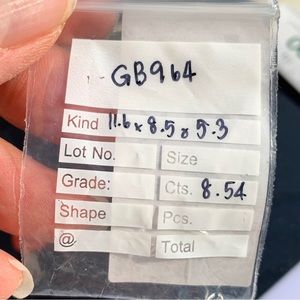 GB964
Kind 11.6 x 8.5 x 5.3
Lot No. Size
Grade: Cts. 8.54
Shape Pcs.
@ Total